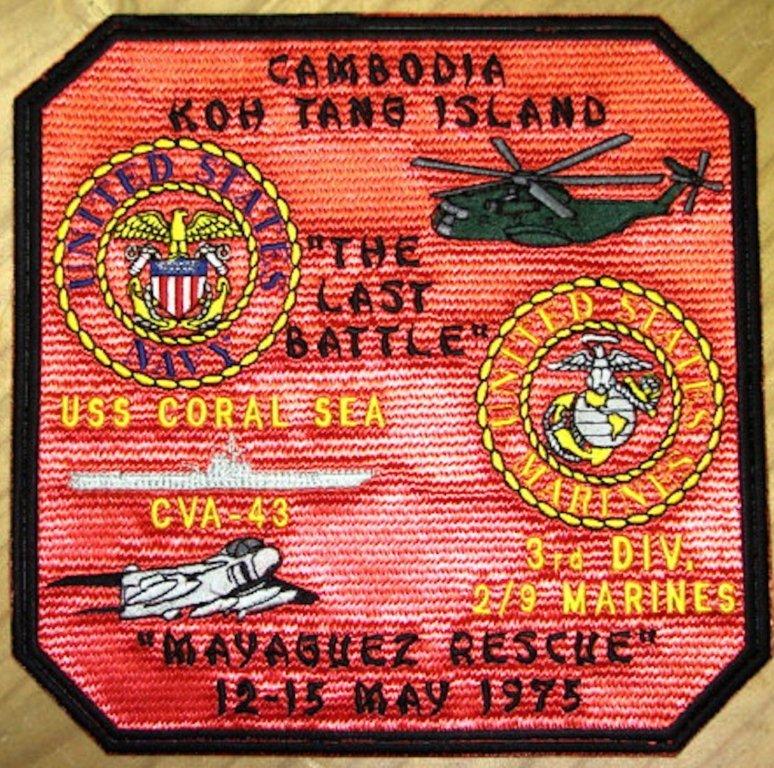 CAMBODIA
KOH TANG ISLAND
UNITED STATES
NAVY
"THE
LAST
BATTLE"
UNITED STATES
MARINES
USS CORAL SEA
CVA-43
3rd DIV.
2/9 MARINES
"MAYAGUEZ RESCUE"
12-15 MAY 1975